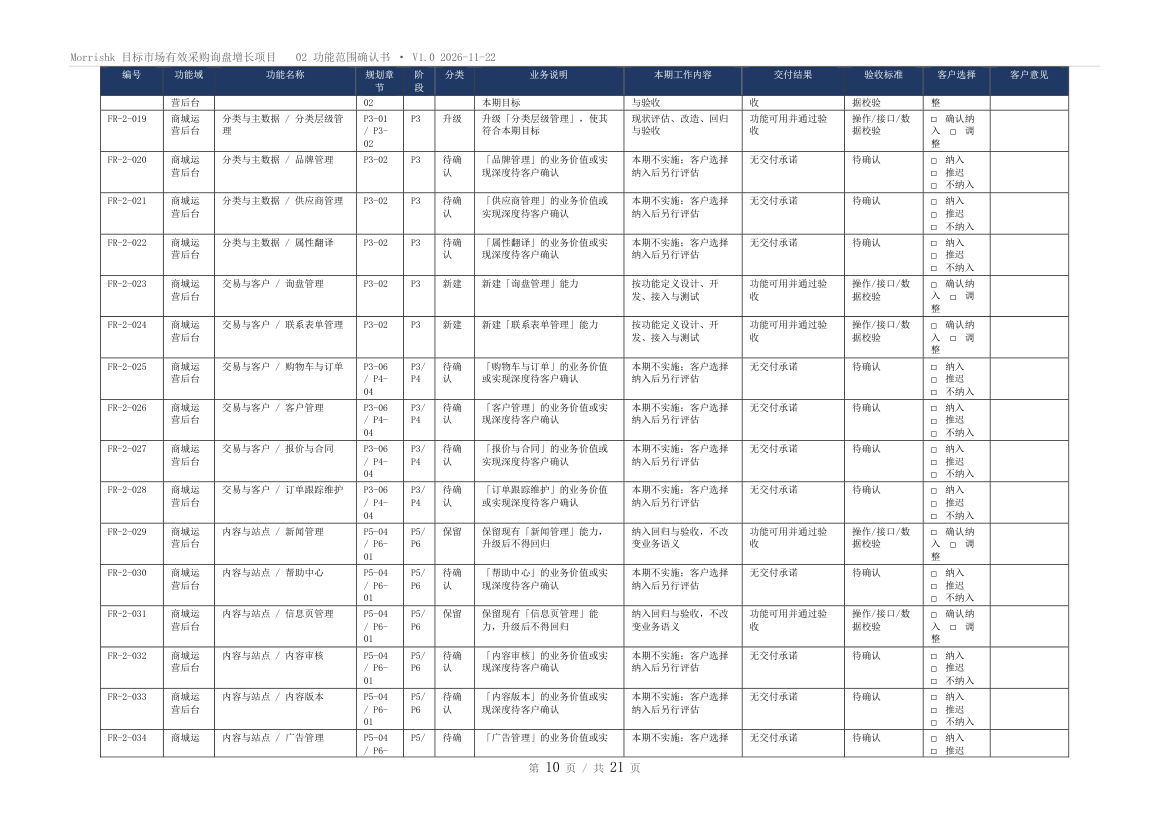 Morrishk 目标市场有效采购询盘增长项目 02 功能范围确认书 • V1.0 2026-11-22
编号 功能域 功能名称 规划章节 阶段 分类 业务说明 本期工作内容 交付结果 验收标准 客户选择 客户意见
营后台 02 本期目标 与验收 收 据校验 整
FR-2-019 商城运营后台 分类与主数据 / 分类层级管理 P3-01 / P3-02 P3 升级 升级「分类层级管理」，使其符合本期目标 现状评估、改造、回归与验收 功能可用并通过验收 操作/接口/数据校验 □ 确认纳入 □ 调整
FR-2-020 商城运营后台 分类与主数据 / 品牌管理 P3-02 P3 待确认 「品牌管理」的业务价值或实现深度待客户确认 本期不实施；客户选择纳入后另行评估 无交付承诺 待确认 □ 纳入 □ 推迟 □ 不纳入
FR-2-021 商城运营后台 分类与主数据 / 供应商管理 P3-02 P3 待确认 「供应商管理」的业务价值或实现深度待客户确认 本期不实施；客户选择纳入后另行评估 无交付承诺 待确认 □ 纳入 □ 推迟 □ 不纳入
FR-2-022 商城运营后台 分类与主数据 / 属性翻译 P3-02 P3 待确认 「属性翻译」的业务价值或实现深度待客户确认 本期不实施；客户选择纳入后另行评估 无交付承诺 待确认 □ 纳入 □ 推迟 □ 不纳入
FR-2-023 商城运营后台 交易与客户 / 询盘管理 P3-02 P3 新建 新建「询盘管理」能力 按功能定义设计、开发、接入与测试 功能可用并通过验收 操作/接口/数据校验 □ 确认纳入 □ 调整
FR-2-024 商城运营后台 交易与客户 / 联系表单管理 P3-02 P3 新建 新建「联系表单管理」能力 按功能定义设计、开发、接入与测试 功能可用并通过验收 操作/接口/数据校验 □ 确认纳入 □ 调整
FR-2-025 商城运营后台 交易与客户 / 购物车与订单 P3-06 / P4-04 P3/P4 待确认 「购物车与订单」的业务价值或实现深度待客户确认 本期不实施；客户选择纳入后另行评估 无交付承诺 待确认 □ 纳入 □ 推迟 □ 不纳入
FR-2-026 商城运营后台 交易与客户 / 客户管理 P3-06 / P4-04 P3/P4 待确认 「客户管理」的业务价值或实现深度待客户确认 本期不实施；客户选择纳入后另行评估 无交付承诺 待确认 □ 纳入 □ 推迟 □ 不纳入
FR-2-027 商城运营后台 交易与客户 / 报价与合同 P3-06 / P4-04 P3/P4 待确认 「报价与合同」的业务价值或实现深度待客户确认 本期不实施；客户选择纳入后另行评估 无交付承诺 待确认 □ 纳入 □ 推迟 □ 不纳入
FR-2-028 商城运营后台 交易与客户 / 订单跟踪维护 P3-06 / P4-04 P3/P4 待确认 「订单跟踪维护」的业务价值或实现深度待客户确认 本期不实施；客户选择纳入后另行评估 无交付承诺 待确认 □ 纳入 □ 推迟 □ 不纳入
FR-2-029 商城运营后台 内容与站点 / 新闻管理 P5-04 / P6-01 P5/P6 保留 保留现有「新闻管理」能力，升级后不得回归 纳入回归与验收，不改变业务语义 功能可用并通过验收 操作/接口/数据校验 □ 确认纳入 □ 调整
FR-2-030 商城运营后台 内容与站点 / 帮助中心 P5-04 / P6-01 P5/P6 待确认 「帮助中心」的业务价值或实现深度待客户确认 本期不实施；客户选择纳入后另行评估 无交付承诺 待确认 □ 纳入 □ 推迟 □ 不纳入
FR-2-031 商城运营后台 内容与站点 / 信息页管理 P5-04 / P6-01 P5/P6 保留 保留现有「信息页管理」能力，升级后不得回归 纳入回归与验收，不改变业务语义 功能可用并通过验收 操作/接口/数据校验 □ 确认纳入 □ 调整
FR-2-032 商城运营后台 内容与站点 / 内容审核 P5-04 / P6-01 P5/P6 待确认 「内容审核」的业务价值或实现深度待客户确认 本期不实施；客户选择纳入后另行评估 无交付承诺 待确认 □ 纳入 □ 推迟 □ 不纳入
FR-2-033 商城运营后台 内容与站点 / 内容版本 P5-04 / P6-01 P5/P6 待确认 「内容版本」的业务价值或实现深度待客户确认 本期不实施；客户选择纳入后另行评估 无交付承诺 待确认 □ 纳入 □ 推迟 □ 不纳入
FR-2-034 商城运 内容与站点 / 广告管理 P5-04 / P6- P5/ 待确 「广告管理」的业务价值或实 本期不实施；客户选择 无交付承诺 待确认 □ 纳入 □ 推迟
第 10 页 / 共 21 页